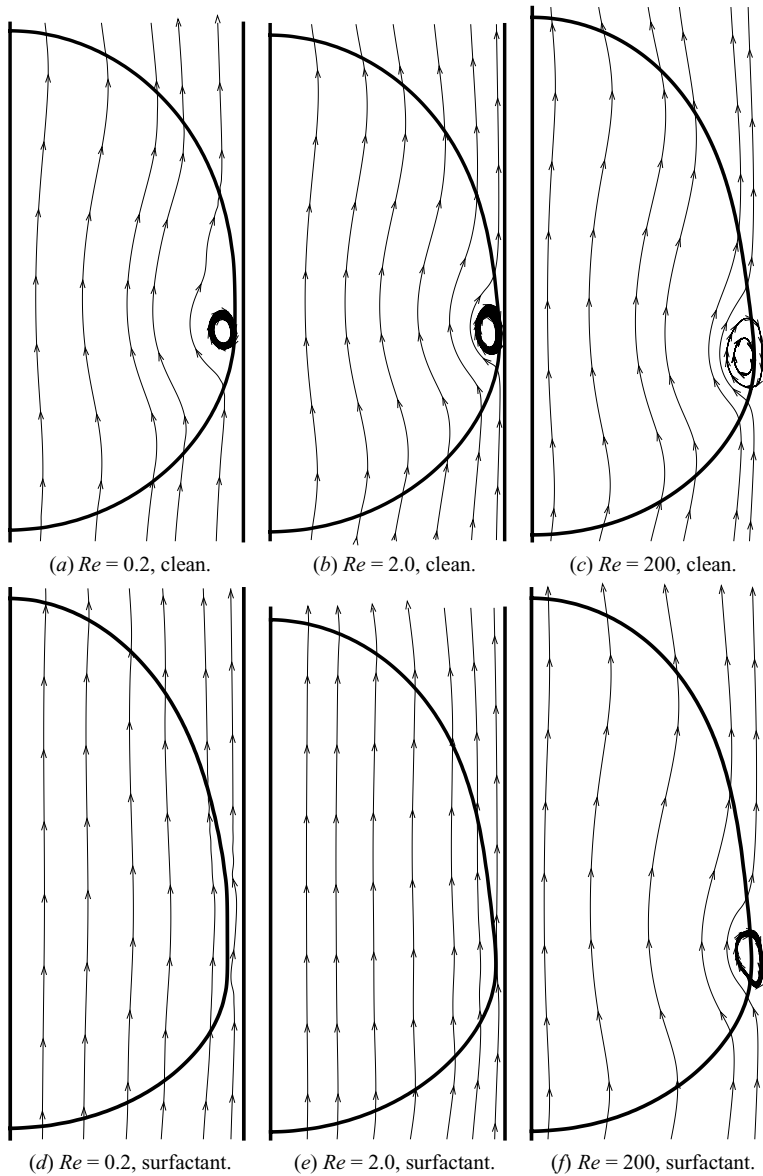 (a) Re = 0.2, clean.
(b) Re = 2.0, clean.
(c) Re = 200, clean.
(d) Re = 0.2, surfactant.
(e) Re = 2.0, surfactant.
(f) Re = 200, surfactant.